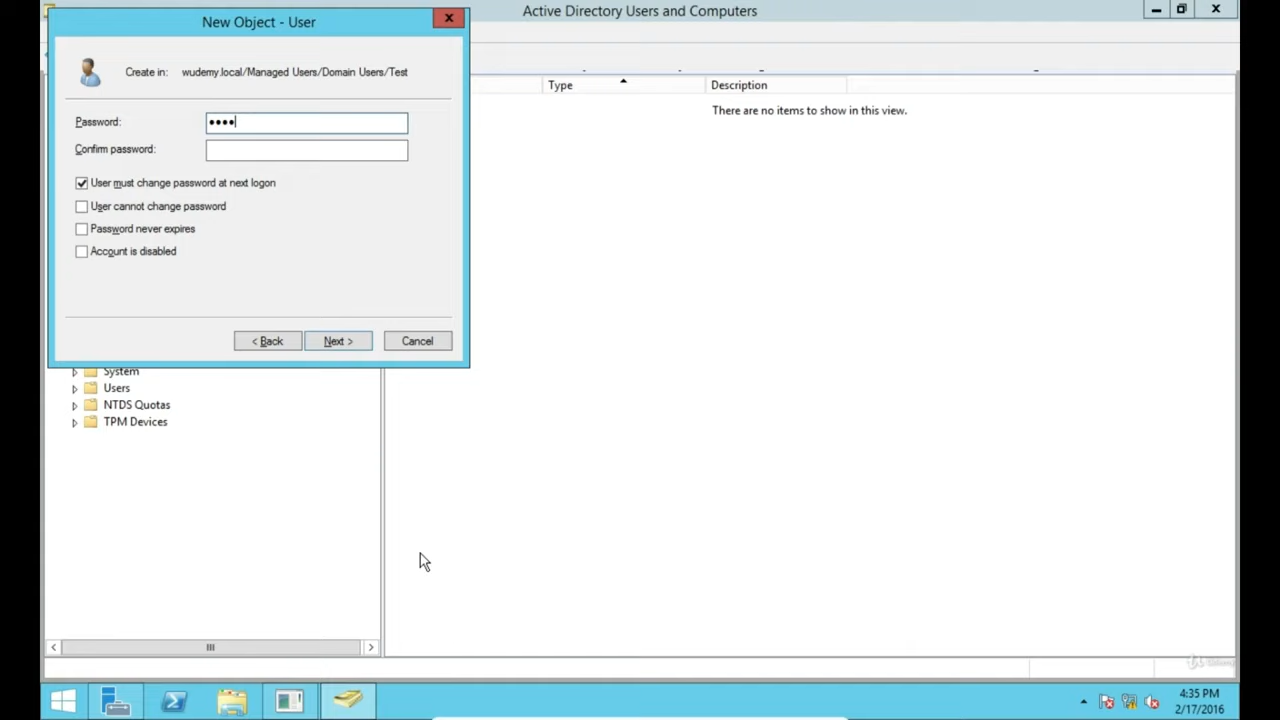 Active Directory Users and Computers
New Object - User
Create in: wudemy.local/Managed Users/Domain Users/Test
Type
Description
There are no items to show in this view.
Password: ••••
Confirm password:
User must change password at next logon
User cannot change password
Password never expires
Account is disabled
< Back
Next >
Cancel
System
Users
NTDS Quotas
TPM Devices
4:35 PM
2/17/2016